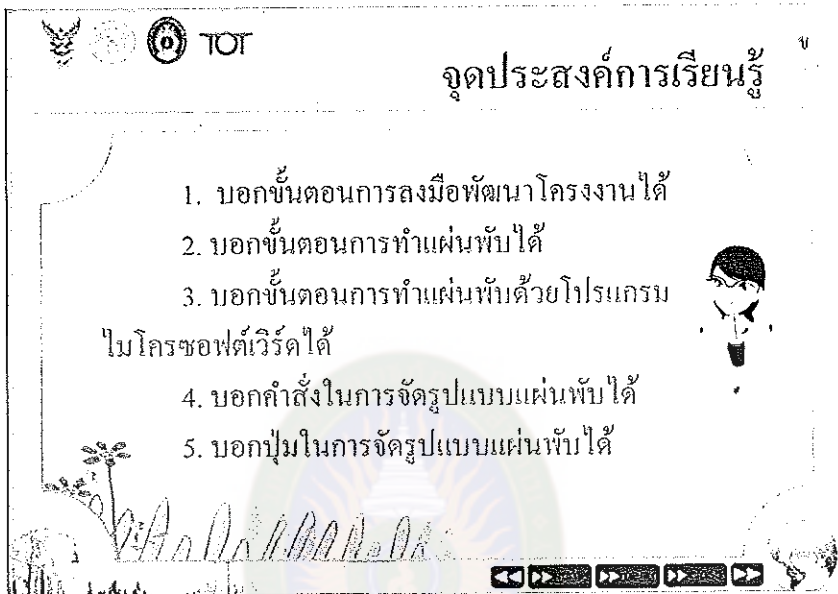 TOT
จุดประสงค์การเรียนรู้
1. บอกขั้นตอนการลงมือพัฒนาโครงงานได้
2. บอกขั้นตอนการทำแผ่นพับได้
3. บอกขั้นตอนการทำแผ่นพับด้วยโปรแกรม
ไมโครซอฟต์เวิร์ดได้
4. บอกคำสั่งในการจัดรูปแบบแผ่นพับได้
5. บอกปุ่มในการจัดรูปแบบแผ่นพับได้